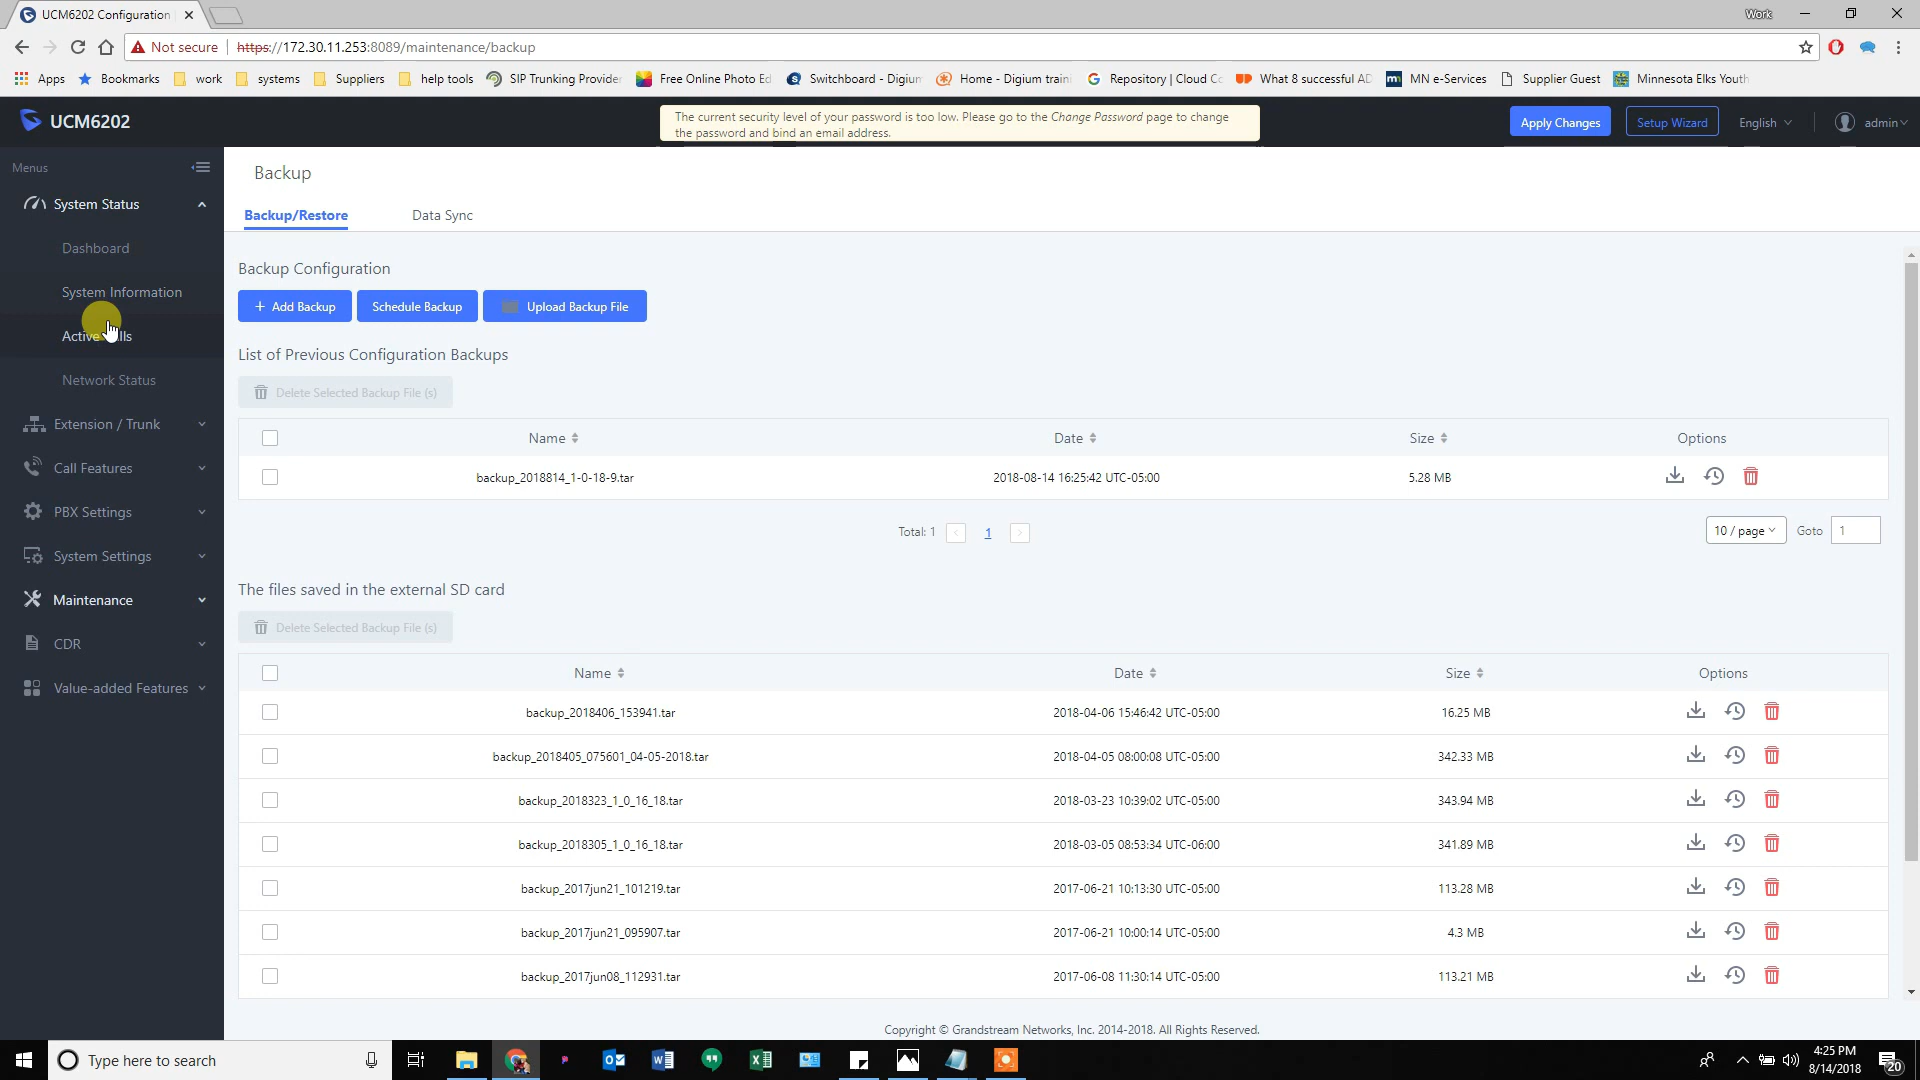 UCM6202 Configuration
Work
Not secure
https://172.30.11.253:8089/maintenance/backup
Apps
Bookmarks
work
systems
Suppliers
help tools
SIP Trunking Provider
Free Online Photo Ed
Switchboard - Digium
Home - Digium traini
Repository | Cloud Co
What 8 successful AD
MN e-Services
Supplier Guest
Minnesota Elks Youth
UCM6202
The current security level of your password is too low. Please go to the Change Password page to change
the password and bind an email address.
Apply Changes
Setup Wizard
English
admin
Menus
System Status
Dashboard
System Information
Active lls
Network Status
Extension / Trunk
Call Features
PBX Settings
System Settings
Maintenance
CDR
Value-added Features
Backup
Backup/Restore
Data Sync
Backup Configuration
+ Add Backup
Schedule Backup
Upload Backup File
List of Previous Configuration Backups
Delete Selected Backup File (s)
Name
Date
Size
Options
backup_2018814_1-0-18-9.tar
2018-08-14 16:25:42 UTC-05:00
5.28 MB
Total: 1
<
1
>
10 / page
Goto
1
The files saved in the external SD card
Delete Selected Backup File (s)
Name
Date
Size
Options
backup_2018406_153941.tar
2018-04-06 15:46:42 UTC-05:00
16.25 MB
backup_2018405_075601_04-05-2018.tar
2018-04-05 08:00:08 UTC-05:00
342.33 MB
backup_2018323_1_0_16_18.tar
2018-03-23 10:39:02 UTC-05:00
343.94 MB
backup_2018305_1_0_16_18.tar
2018-03-05 08:53:34 UTC-06:00
341.89 MB
backup_2017jun21_101219.tar
2017-06-21 10:13:30 UTC-05:00
113.28 MB
backup_2017jun21_095907.tar
2017-06-21 10:00:14 UTC-05:00
4.3 MB
backup_2017jun08_112931.tar
2017-06-08 11:30:14 UTC-05:00
113.21 MB
Copyright © Grandstream Networks, Inc. 2014-2018. All Rights Reserved.
Type here to search
4:25 PM
8/14/2018
20